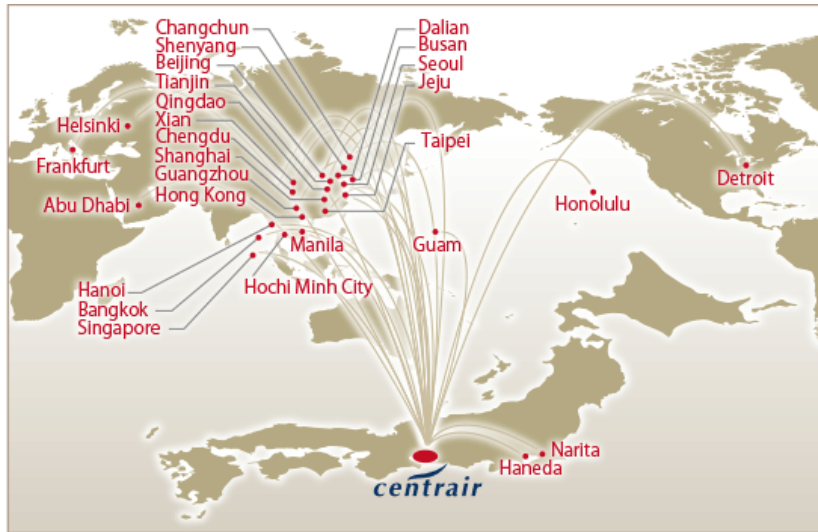 Changchun
Shenyang
Beijing
Tianjin
Qingdao
Xian
Chengdu
Shanghai
Guangzhou
Hong Kong
Dalian
Busan
Seoul
Jeju
Taipei
Helsinki
Frankfurt
Abu Dhabi
Manila
Guam
Honolulu
Detroit
Hanoi
Bangkok
Singapore
Hochi Minh City
Narita
Haneda
centrair